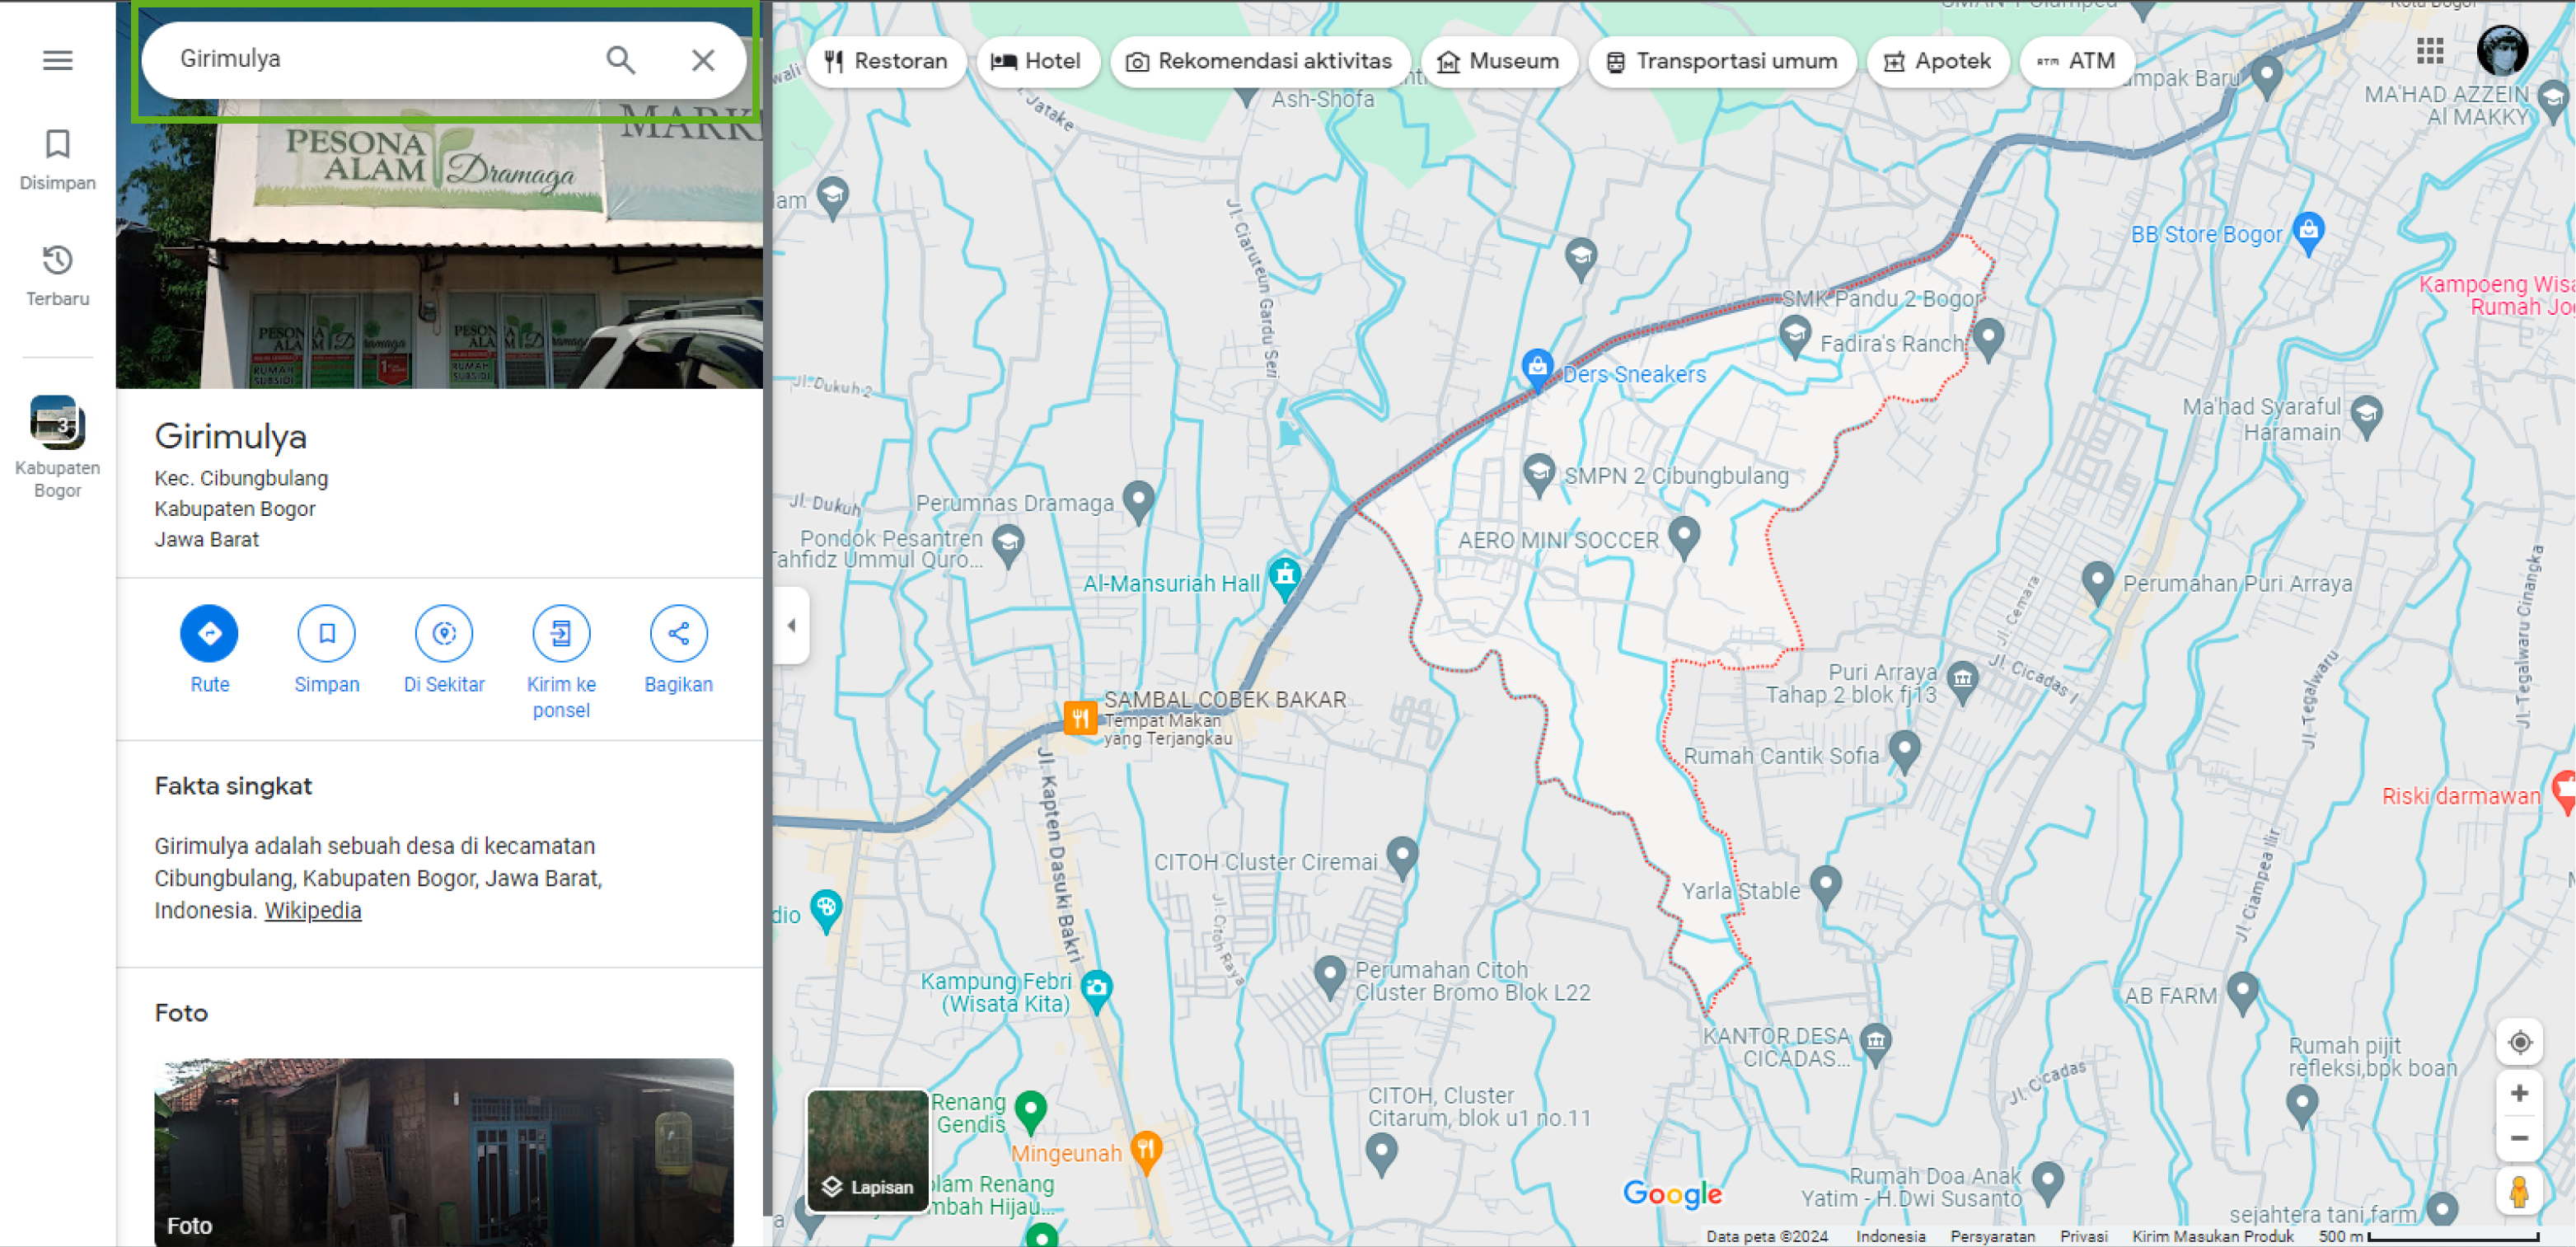 Girimulya
Disimpan
Terbaru
3
Kabupaten
Bogor
PESONA
ALAM
Dramaga
RUMAH
SUBSIDI
RUMAH
SUBSIDI
Girimulya
Kec. Cibungbulang
Kabupaten Bogor
Jawa Barat
Rute
Simpan
Di Sekitar
Kirim ke
ponsel
Bagikan
Fakta singkat
Girimulya adalah sebuah desa di kecamatan
Cibungbulang, Kabupaten Bogor, Jawa Barat,
Indonesia. Wikipedia
Foto
Foto
Restoran
Hotel
Rekomendasi aktivitas
Museum
Transportasi umum
Apotek
ATM
Ash-Shofa
Jl. Jatake
MA'HAD AZZEIN
Al MAKKY
BB Store Bogor
Jl. Ciaruteun Gardu Seri
SMK Pandu 2 Bogor
Fadira's Ranch
Ders Sneakers
Jl. Dukuh 2
Ma'had Syaraful
Haramain
SMPN 2 Cibungbulang
Jl. Dukuh
Perumnas Dramaga
Pondok Pesantren
Tahfidz Ummul Quro...
AERO MINI SOCCER
Al-Mansuriah Hall
Perumahan Puri Arraya
Jl. Cemara
Jl. Cicadas I
Jl. Tegalwaru Cinangka
Jl. Tegalwaru
Puri Arraya
Tahap 2 blok fj13
SAMBAL COBEK BAKAR
Tempat Makan
yang Terjangkau
Rumah Cantik Sofia
Jl. Kapten Dasuki Bakri
Riski darmawan
CITOH Cluster Ciremai
Yarla Stable
Jl. Citoh Raya
Jl. Ciampea Ilir
Kampung Febri
(Wisata Kita)
Perumahan Citoh
Cluster Bromo Blok L22
AB FARM
KANTOR DESA
CICADAS...
Rumah pijit
refleksi,bpk boan
Jl. Cicadas
CITOH, Cluster
Citarum, blok u1 no.11
Renang
Gendis
Mingeunah
Lapisan
Rumah Doa Anak
Yatim - H.Dwi Susanto
Google
sejahtera tani farm
Data peta ©2024
Indonesia
Persyaratan
Privasi
Kirim Masukan Produk
500 m